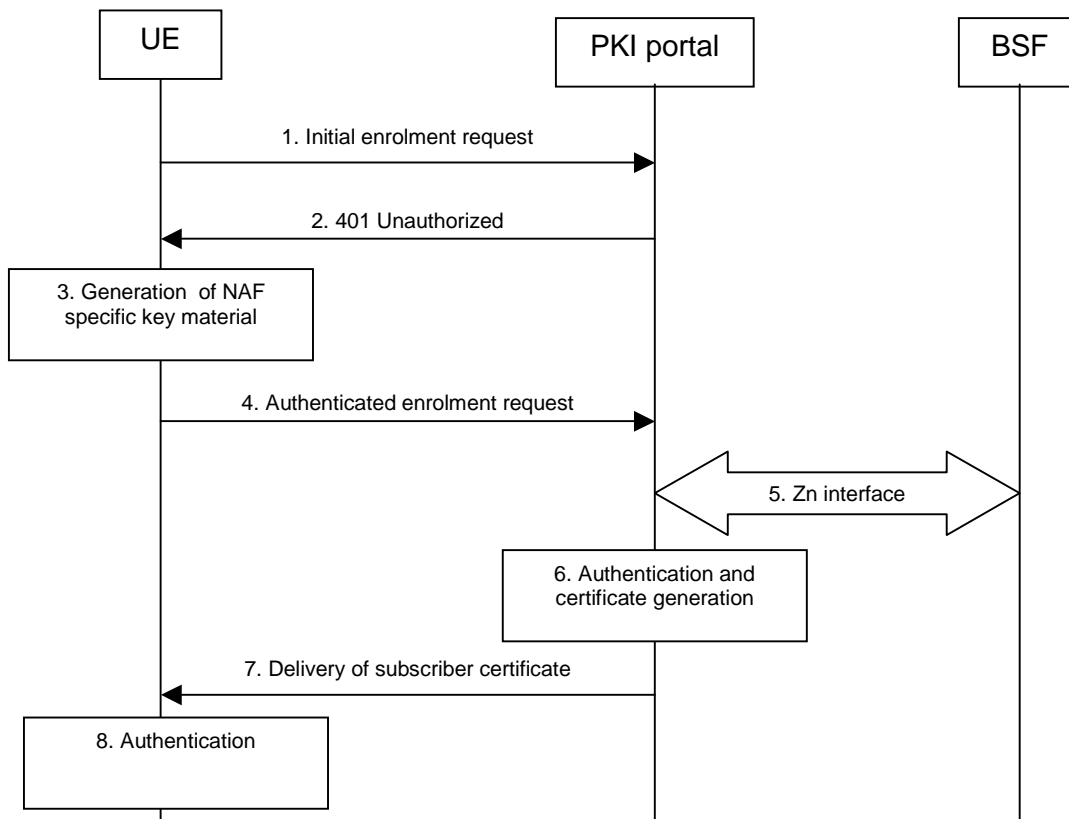 UE
PKI portal
BSF
1. Initial enrolment request
2. 401 Unauthorized
3. Generation of NAF
specific key material
4. Authenticated enrolment request
5. Zn interface
6. Authentication and
certificate generation
7. Delivery of subscriber certificate
8. Authentication